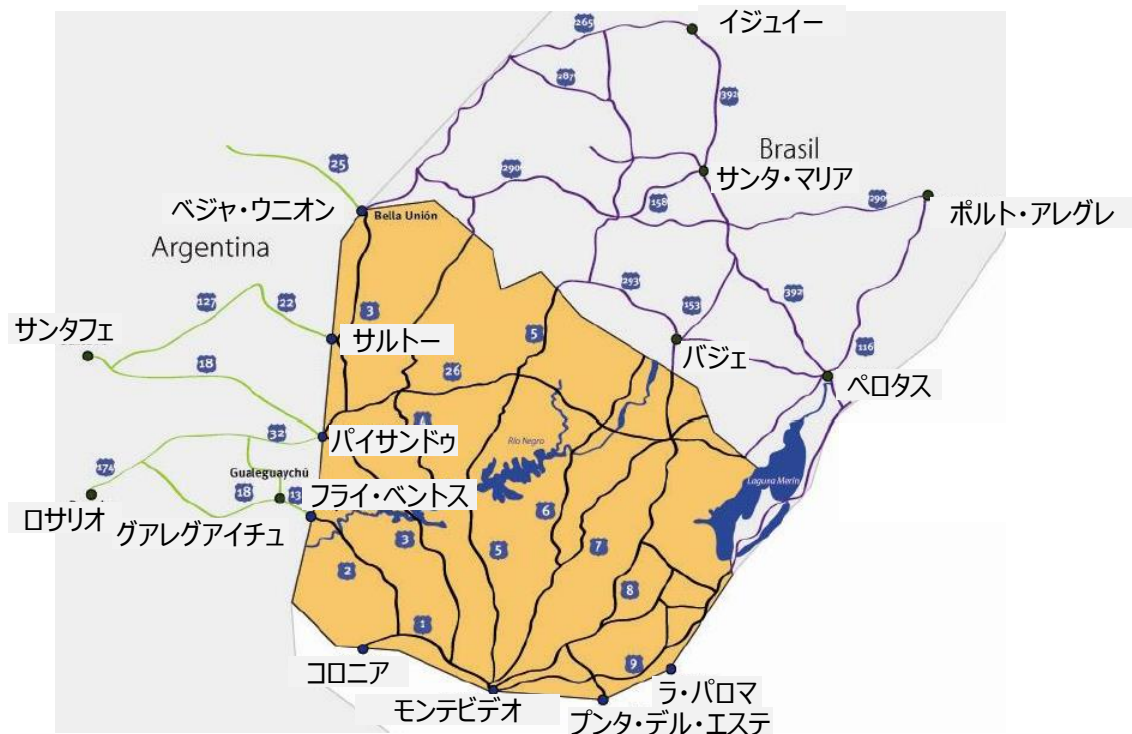 265
イジュイー
287
392
Brasil
25
290
サンタ・マリア
158
290
ベジャ・ウニオン
Bella Unión
ポルト・アレグレ
Argentina
127
22
3
293
153
392
サンタフェ
サルトー
5
バジェ
116
18
26
ペロタス
32
パイサンドゥ
Río Negro
174
Gualeguaychú
Laguna Merín
18
13
フライ・ベントス
ロサリオ
グアレグアイチュ
6
3
5
7
2
8
1
9
コロニア
ラ・パロマ
モンテビデオ
プンタ・デル・エステ